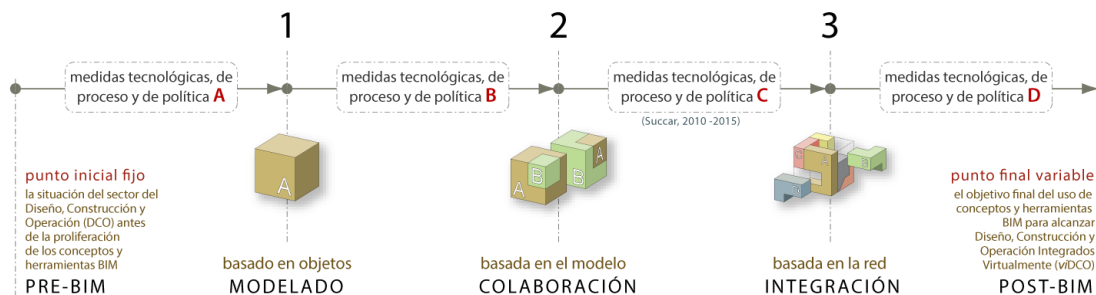 1
2
3
medidas tecnológicas, de
proceso y de política A
medidas tecnológicas, de
proceso y de política B
medidas tecnológicas, de
proceso y de política C
(Succar, 2010 -2015)
medidas tecnológicas, de
proceso y de política D
punto inicial fijo
la situación del sector del
Diseño, Construcción y
Operación (DCO) antes
de la proliferación
de los conceptos y
herramientas BIM
PRE-BIM
A
basado en objetos
MODELADO
A
B
B
A
basada en el modelo
COLABORACIÓN
basada en la red
INTEGRACIÓN
punto final variable
el objetivo final del uso de
conceptos y herramientas
BIM para alcanzar
Diseño, Construcción y
Operación Integrados
Virtualmente (viDCO)
POST-BIM